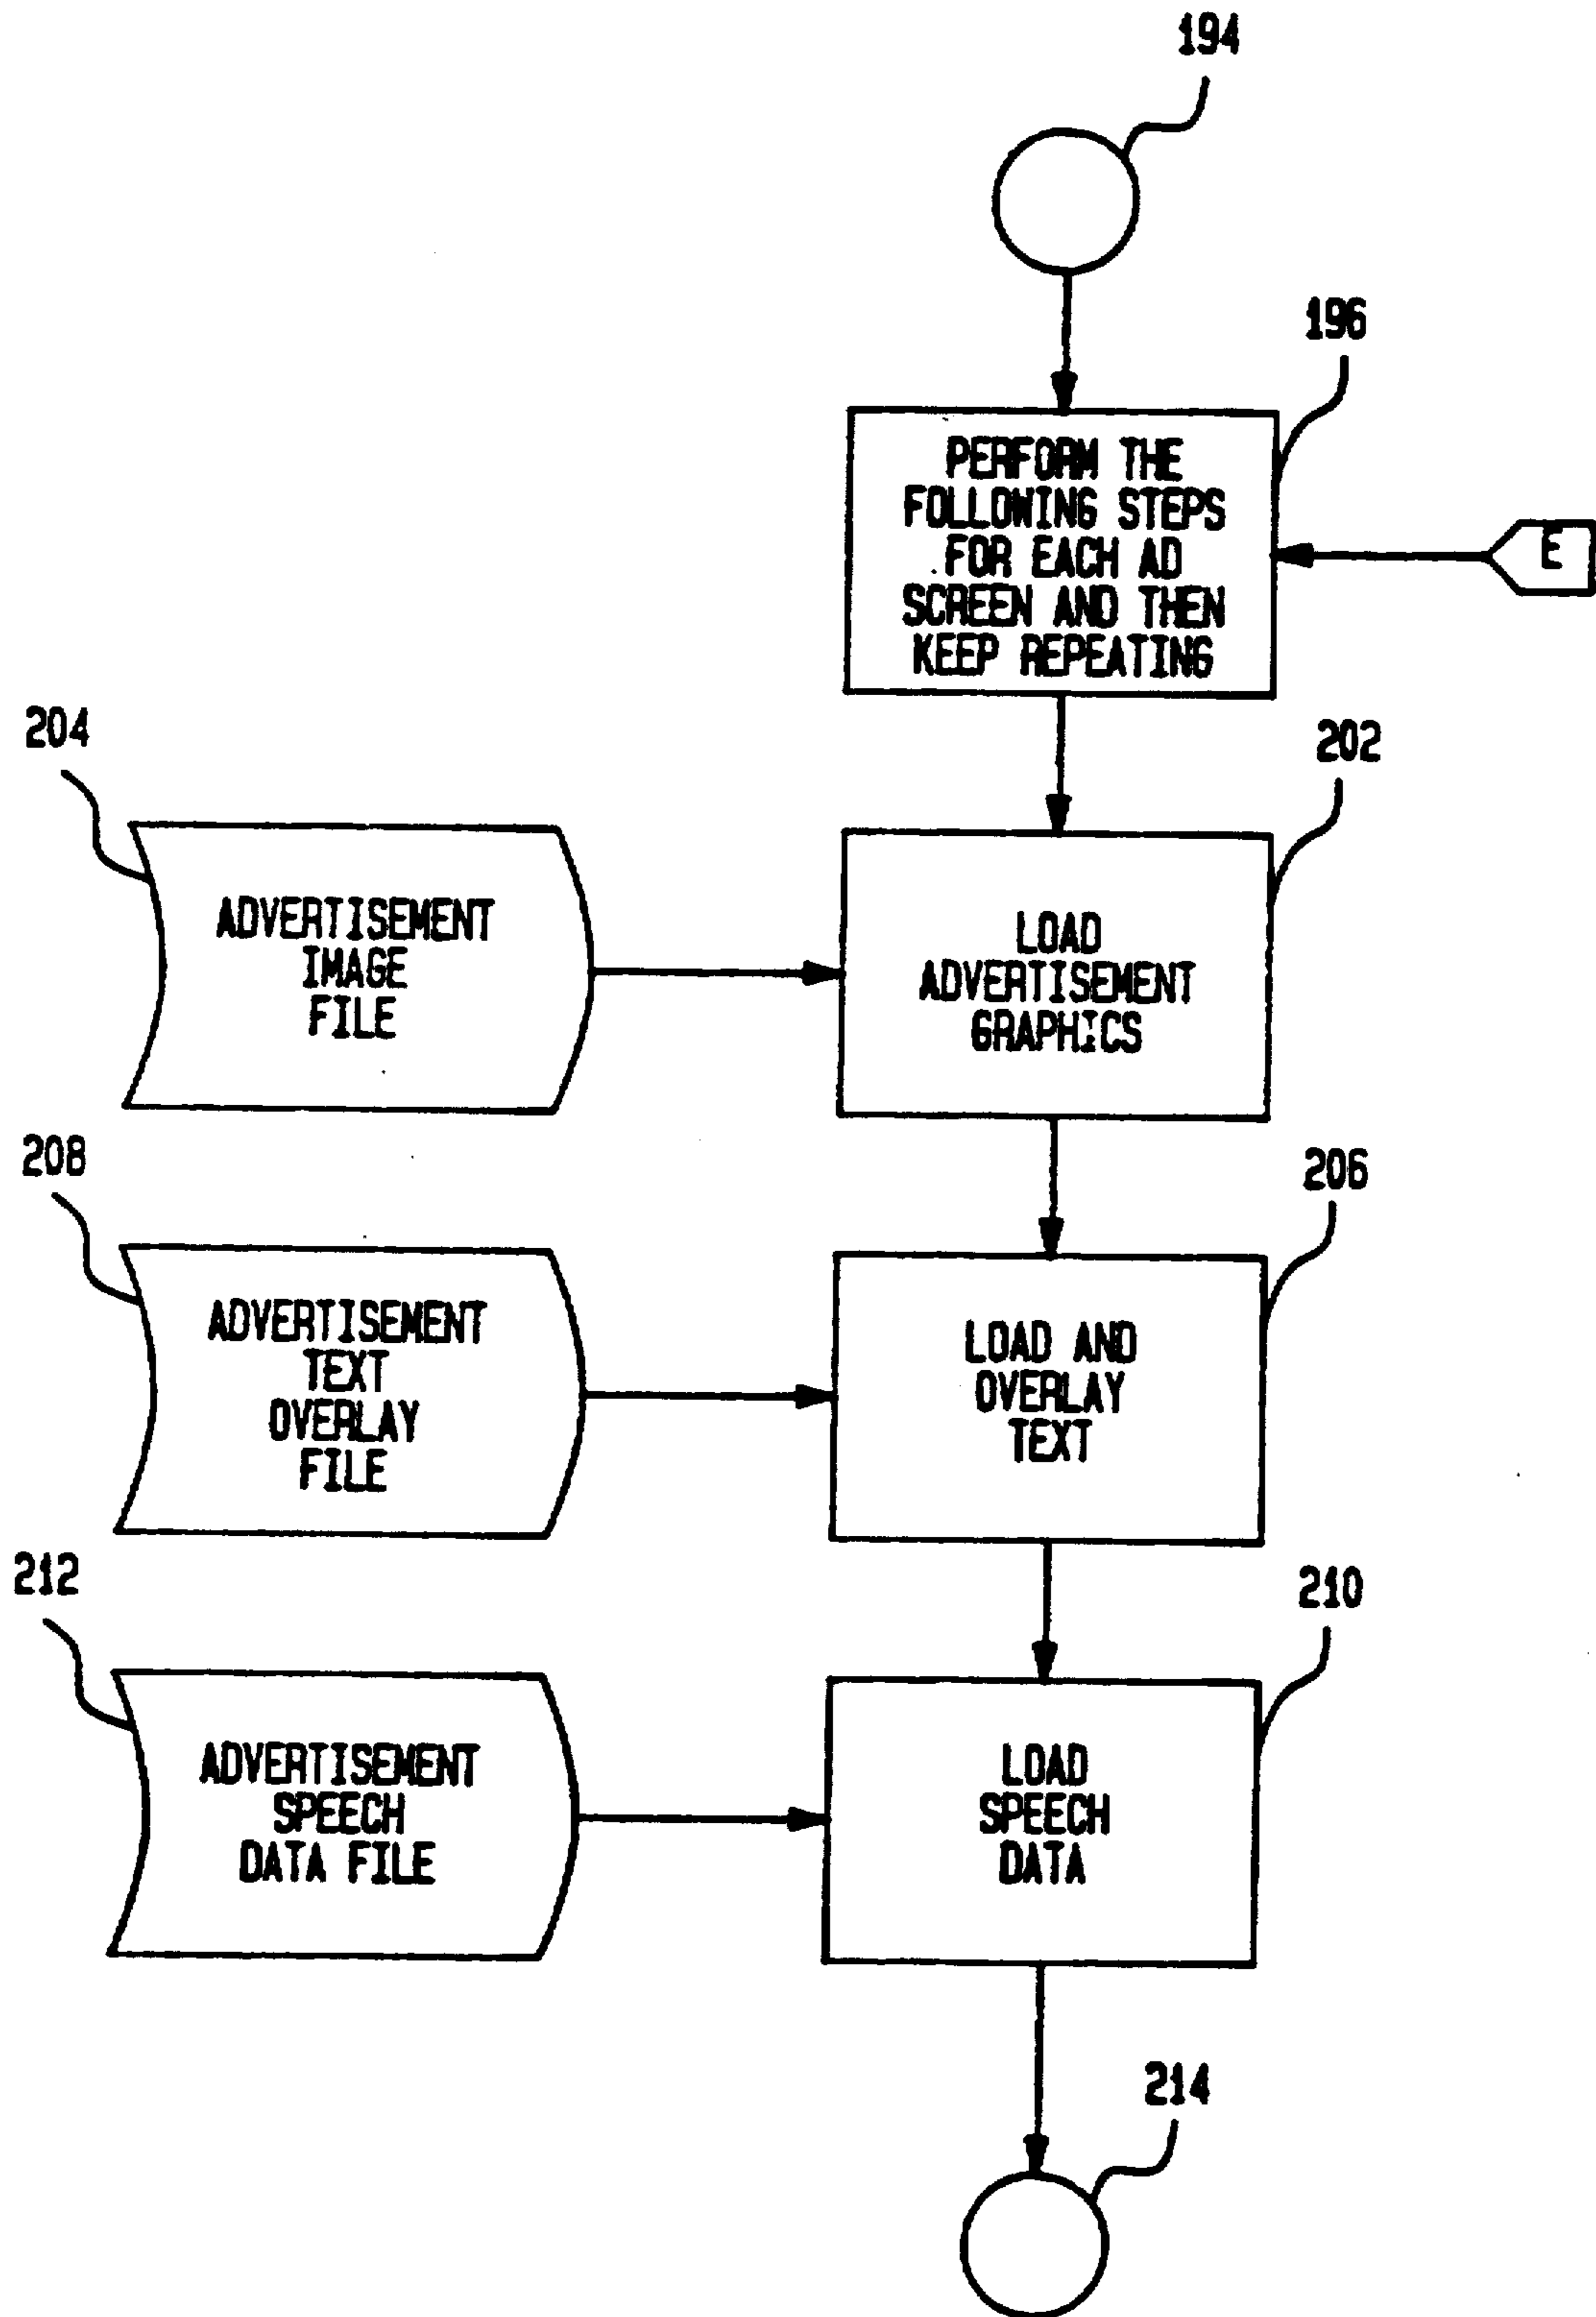 194
196
PERFORM THE
FOLLOWING STEPS
FOR EACH AD
SCREEN AND THEN
KEEP REPEATING
E
204
ADVERTISEMENT
IMAGE
FILE
202
LOAD
ADVERTISEMENT
GRAPHICS
208
ADVERTISEMENT
TEXT
OVERLAY
FILE
206
LOAD AND
OVERLAY
TEXT
212
ADVERTISEMENT
SPEECH
DATA FILE
210
LOAD
SPEECH
DATA
214